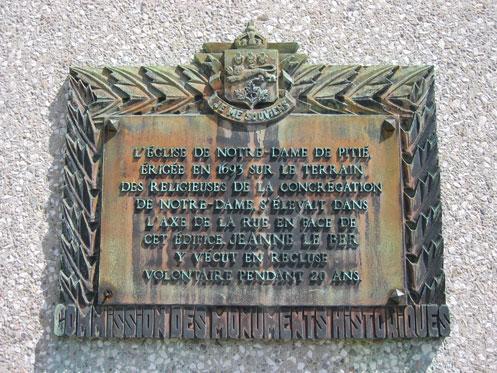 JE ME SOUVIENS
L'ÉGLISE DE NOTRE-DAME DE PITIÉ,
ÉRIGÉE EN 1693 SUR LE TERRAIN
DES RELIGIEUSES DE LA CONGRÉGATION
DE NOTRE-DAME, S'ÉLEVAIT DANS
L'AXE DE LA RUE EN FACE DE
CET ÉDIFICE. JEANNE LE BER
Y VÉCUT EN RECLUSE
VOLONTAIRE PENDANT 20 ANS.
COMMISSION DES MONUMENTS HISTORIQUES